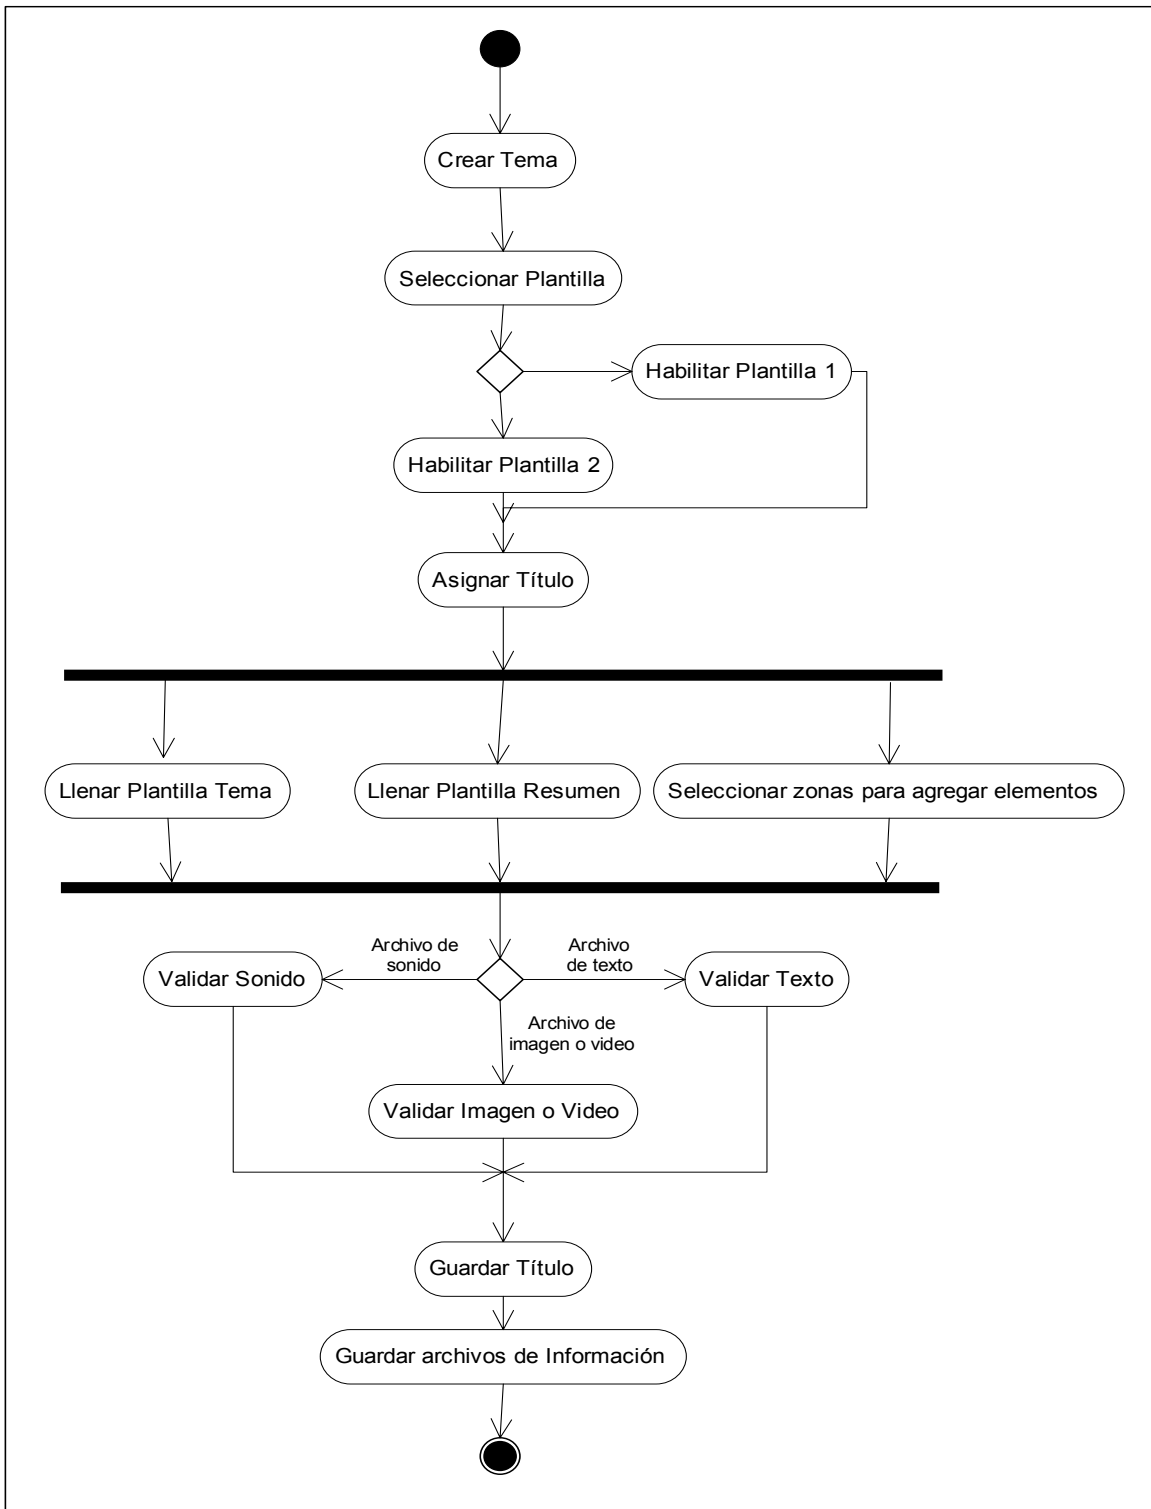 Crear Tema
Seleccionar Plantilla
Habilitar Plantilla 1
Habilitar Plantilla 2
Asignar Título
Llenar Plantilla Tema
Llenar Plantilla Resumen
Seleccionar zonas para agregar elementos
Archivo de
sonido
Archivo
de texto
Validar Sonido
Validar Texto
Archivo de
imagen o video
Validar Imagen o Video
Guardar Título
Guardar archivos de Información